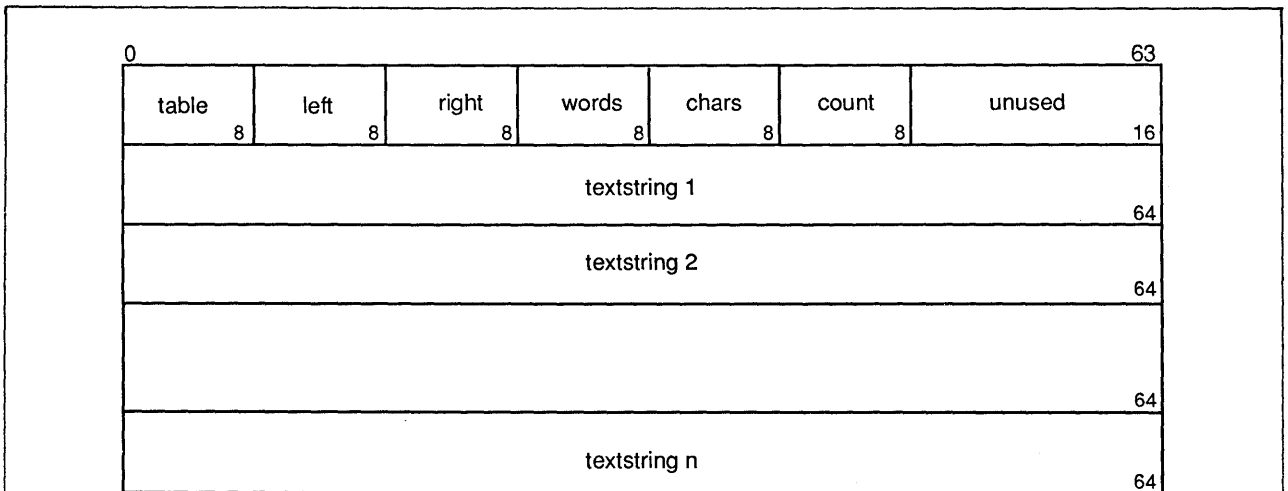 0 63
table left right words chars count unused
8 8 8 8 8 8 16
textstring 1
64
textstring 2
64
64
textstring n
64